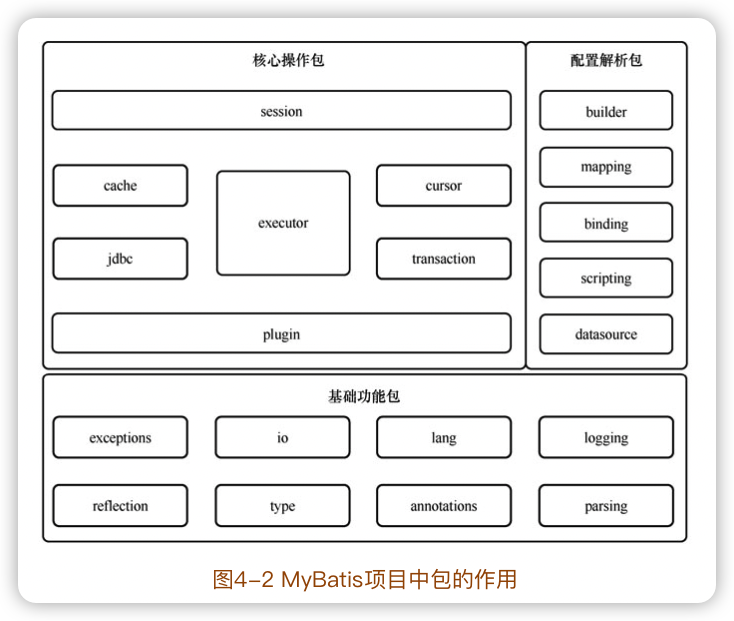 核心操作包
session
cache
executor
cursor
jdbc
transaction
plugin
配置解析包
builder
mapping
binding
scripting
datasource
基础功能包
exceptions
io
lang
logging
reflection
type
annotations
parsing
图4-2 MyBatis项目中包的作用